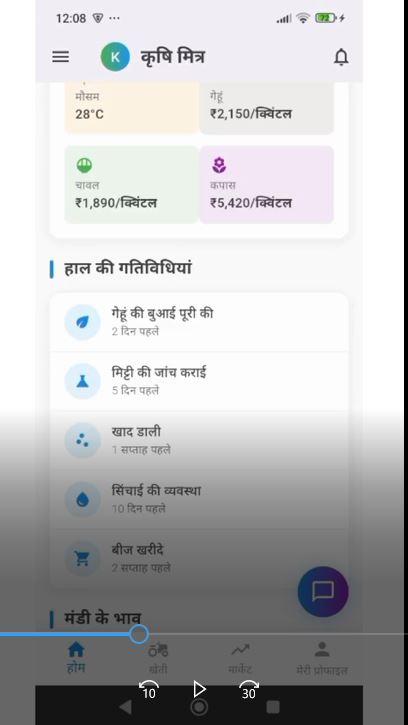 12:08
72
K
कृषि मित्र
मौसम
28°C
गेहूं
₹2,150/क्विंटल
चावल
₹1,890/क्विंटल
कपास
₹5,420/क्विंटल
हाल की गतिविधियां
गेहूं की बुआई पूरी की
2 दिन पहले
मिट्टी की जांच कराई
5 दिन पहले
खाद डाली
1 सप्ताह पहले
सिंचाई की व्यवस्था
10 दिन पहले
बीज खरीदे
2 सप्ताह पहले
मंडी के भाव
होम
खेती
मार्केट
मेरी प्रोफाइल
10
30